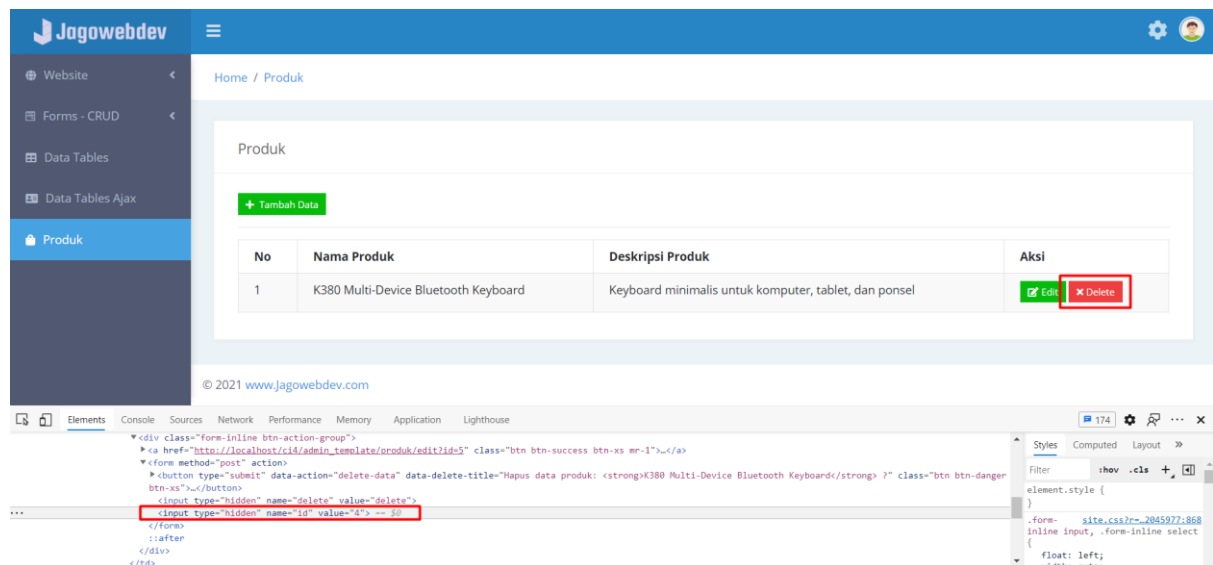 Jagowebdev
Website
Home / Produk
Forms - CRUD
Produk
Data Tables
Data Tables Ajax
+ Tambah Data
Produk
No Nama Produk Deskripsi Produk Aksi
1 K380 Multi-Device Bluetooth Keyboard Keyboard minimalis untuk komputer, tablet, dan ponsel Edit Delete
© 2021 www.Jagowebdev.com
Elements Console Sources Network Performance Memory Application Lighthouse 174
<div class="form-inline btn-action-group">
<a href="http://localhost/ci4/admin_template/produk/edit?id=5" class="btn btn-success btn-xs mr-1">…</a>
<form method="post" action>
<button type="submit" data-action="delete-data" data-delete-title="Hapus data produk: <strong>K380 Multi-Device Bluetooth Keyboard</strong> ?" class="btn btn-danger
btn-xs">…</button>
<input type="hidden" name="delete" value="delete">
<input type="hidden" name="id" value="4"> == $0
</form>
::after
</div>
</td>
Styles Computed Layout »
Filter :hov .cls +
element.style {
}
.form- site.css?r=…2045977:868
inline input, .form-inline select
{
float: left;